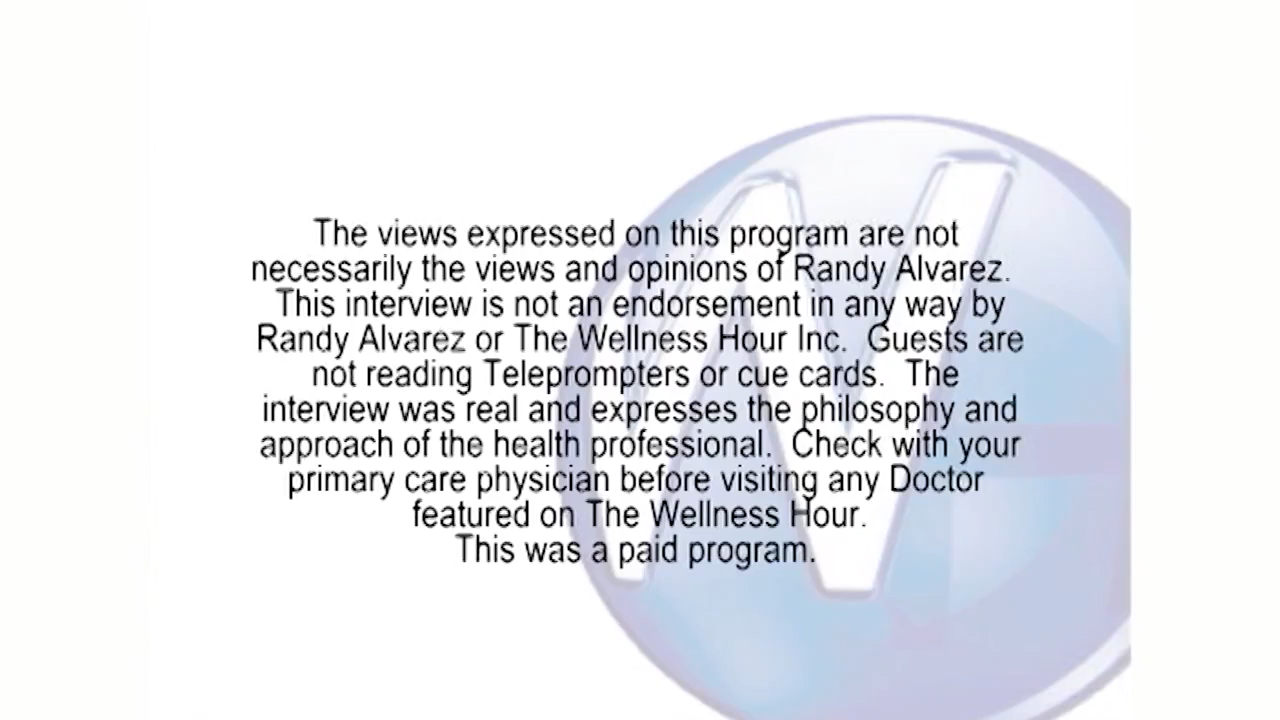 The views expressed on this program are not
necessarily the views and opinions of Randy Alvarez.
This interview is not an endorsement in any way by
Randy Alvarez or The Wellness Hour Inc.  Guests are
not reading Teleprompters or cue cards.  The
interview was real and expresses the philosophy and
approach of the health professional.  Check with your
primary care physician before visiting any Doctor
featured on The Wellness Hour.
This was a paid program.